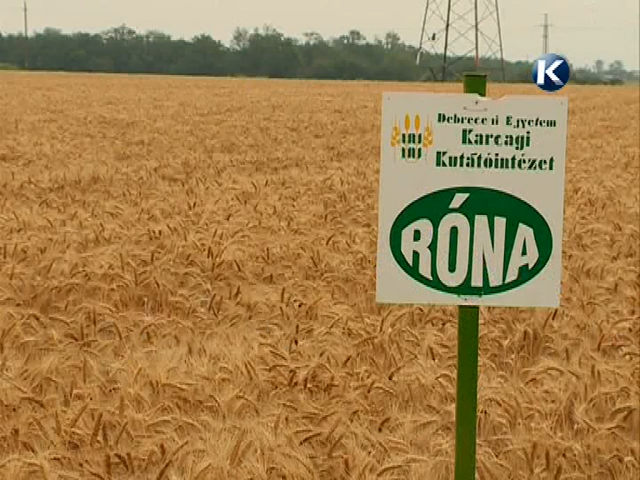 K
Debreceni Egyetem
Karcagi
Kutatóintézet
RÓNA